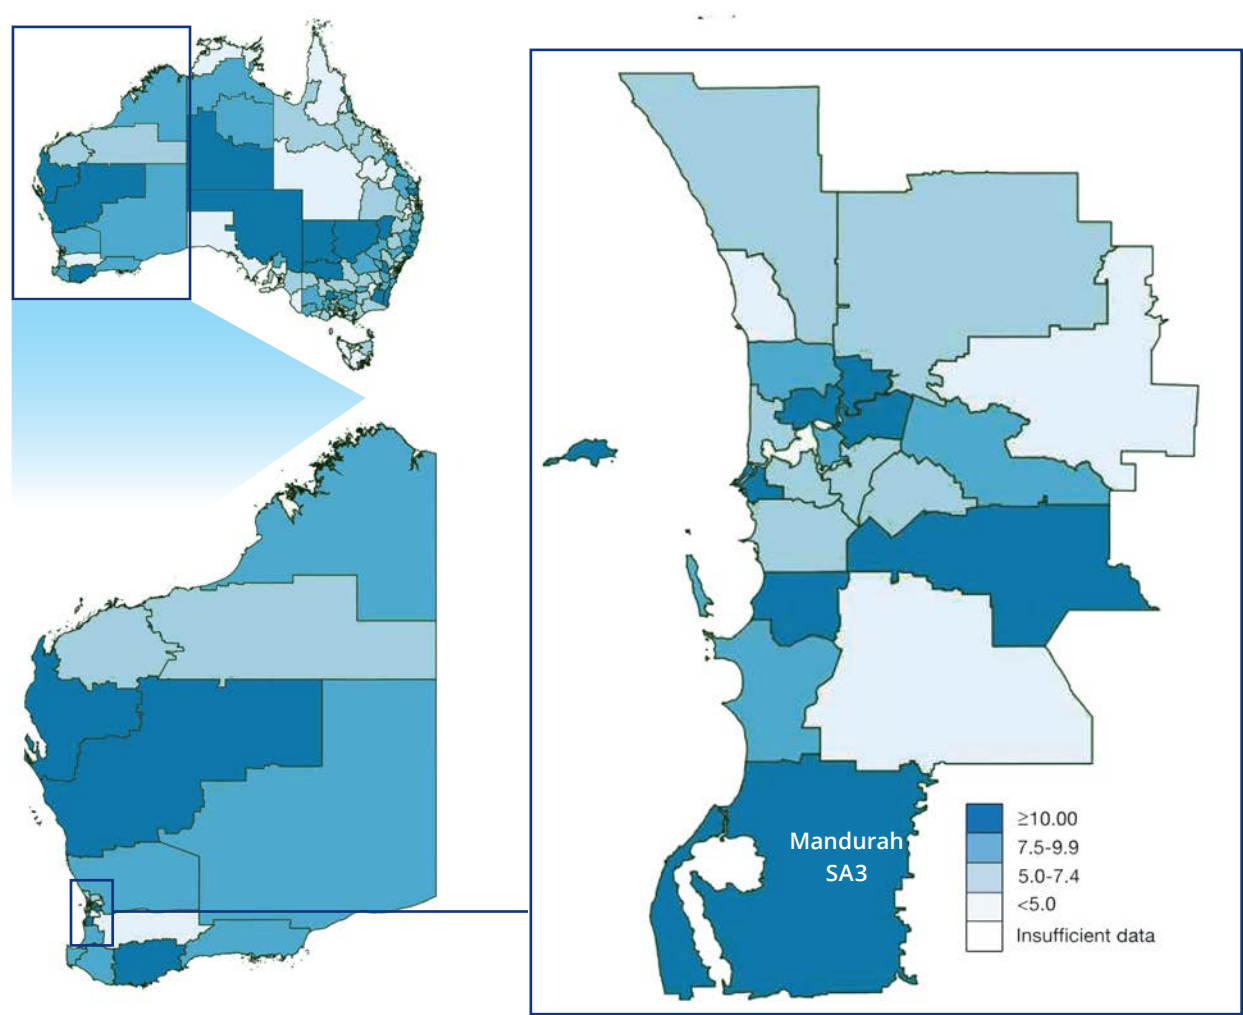 Mandurah
SA3
≥10.00
7.5-9.9
5.0-7.4
<5.0
Insufficient data